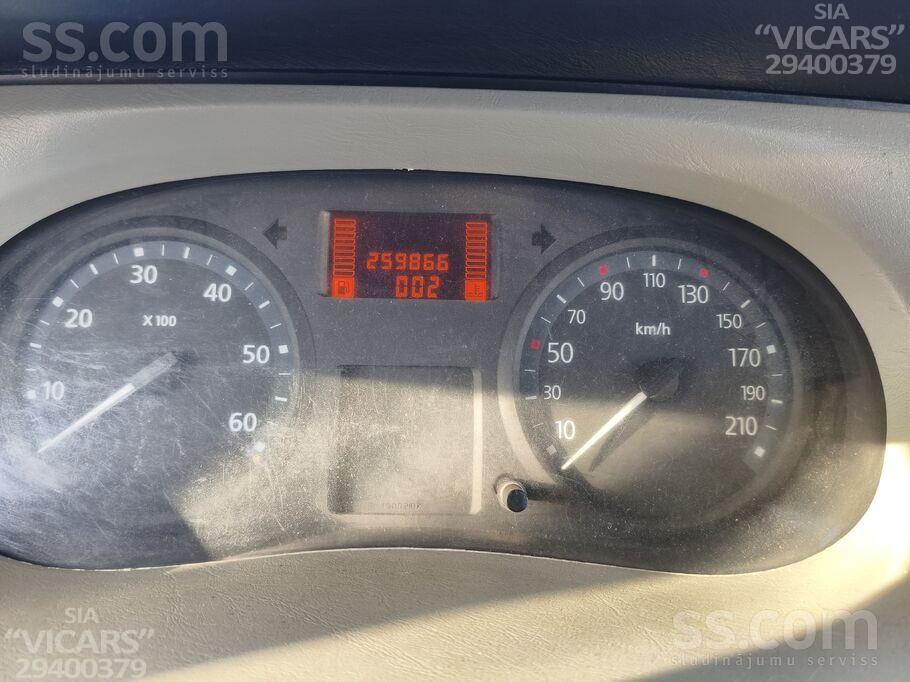 ss.com
sludinājumu serviss
SIA
“VICARS”
29400379
259866
002
10
20
30
40
50
60
X100
10
30
50
70
90
110
130
150
170
190
210
km/h
SIA
“VICARS”
29400379
ss.com
sludinājumu serviss